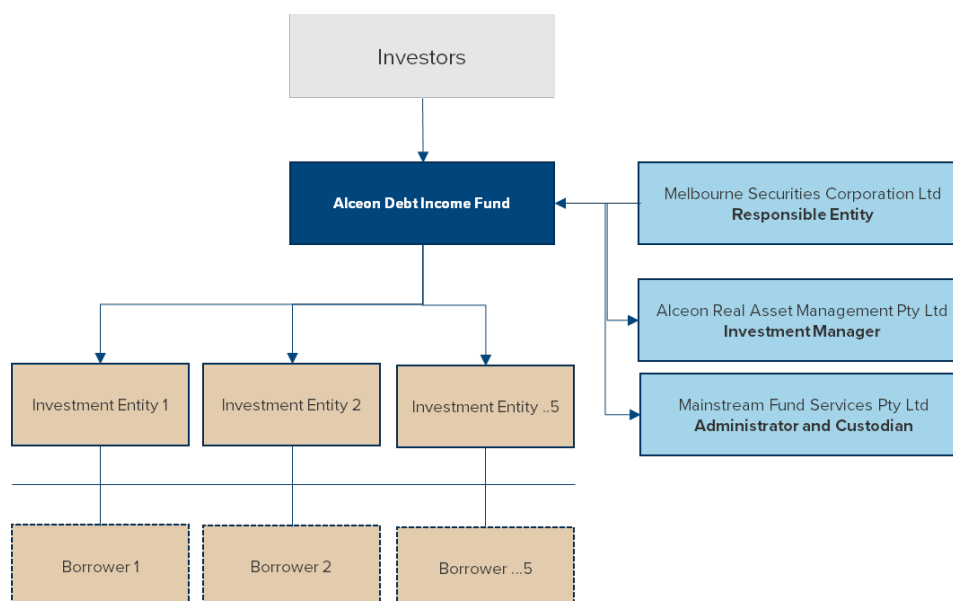 Investors
Alceon Debt Income Fund
Melbourne Securities Corporation Ltd
Responsible Entity
Alceon Real Asset Management Pty Ltd
Investment Manager
Mainstream Fund Services Pty Ltd
Administrator and Custodian
Investment Entity 1
Investment Entity 2
Investment Entity ..5
Borrower 1
Borrower 2
Borrower ...5